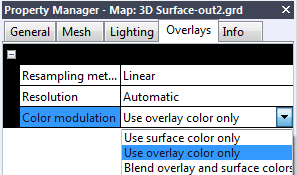 Property Manager - Map: 3D Surface-out2.grd
General Mesh Lighting Overlays Info
Resampling met... Linear
Resolution Automatic
Color modulation Use overlay color only
Use surface color only
Use overlay color only
Blend overlay and surface colors